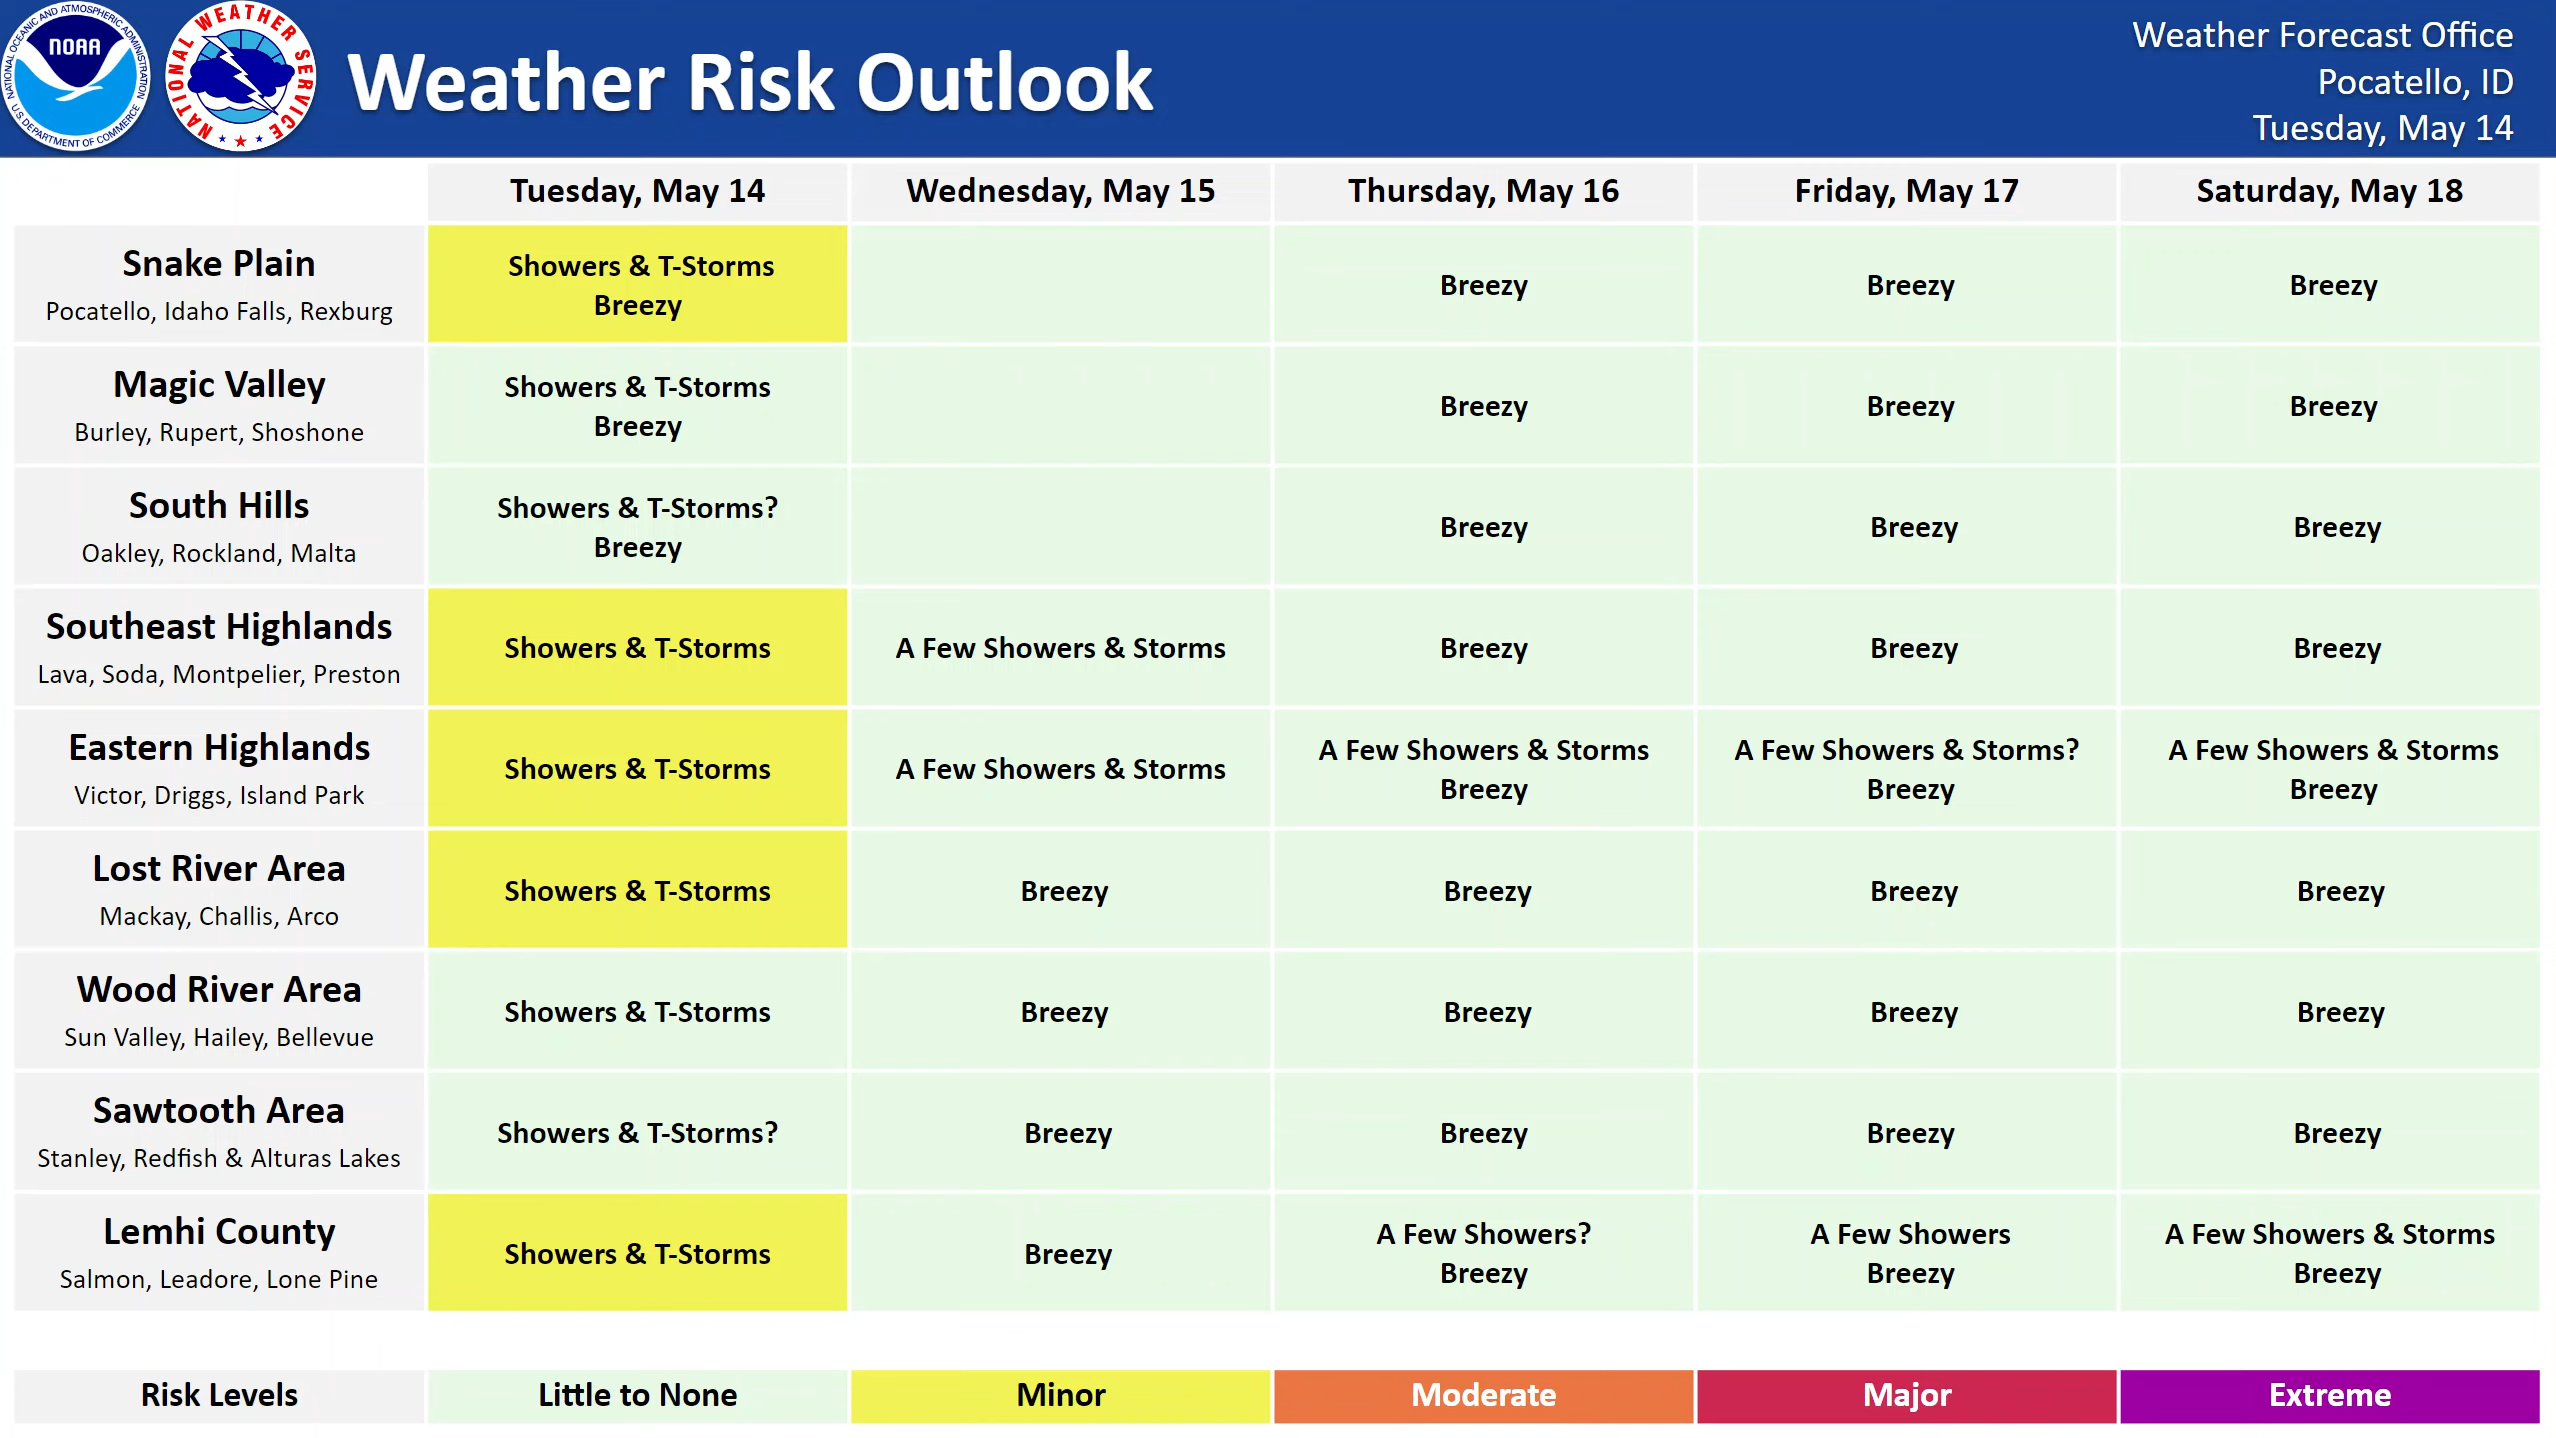 NATIONAL OCEANIC AND ATMOSPHERIC ADMINISTRATION
NOAA
U.S. DEPARTMENT OF COMMERCE
NATIONAL WEATHER SERVICE
Weather Risk Outlook
Weather Forecast Office
Pocatello, ID
Tuesday, May 14
Tuesday, May 14
Wednesday, May 15
Thursday, May 16
Friday, May 17
Saturday, May 18
Snake Plain
Pocatello, Idaho Falls, Rexburg
Showers & T-Storms
Breezy
Breezy
Breezy
Breezy
Magic Valley
Burley, Rupert, Shoshone
Showers & T-Storms
Breezy
Breezy
Breezy
Breezy
South Hills
Oakley, Rockland, Malta
Showers & T-Storms?
Breezy
Breezy
Breezy
Breezy
Southeast Highlands
Lava, Soda, Montpelier, Preston
Showers & T-Storms
A Few Showers & Storms
Breezy
Breezy
Breezy
Eastern Highlands
Victor, Driggs, Island Park
Showers & T-Storms
A Few Showers & Storms
A Few Showers & Storms
Breezy
A Few Showers & Storms?
Breezy
A Few Showers & Storms
Breezy
Lost River Area
Mackay, Challis, Arco
Showers & T-Storms
Breezy
Breezy
Breezy
Breezy
Wood River Area
Sun Valley, Hailey, Bellevue
Showers & T-Storms
Breezy
Breezy
Breezy
Breezy
Sawtooth Area
Stanley, Redfish & Alturas Lakes
Showers & T-Storms?
Breezy
Breezy
Breezy
Breezy
Lemhi County
Salmon, Leadore, Lone Pine
Showers & T-Storms
Breezy
A Few Showers?
Breezy
A Few Showers
Breezy
A Few Showers & Storms
Breezy
Risk Levels
Little to None
Minor
Moderate
Major
Extreme